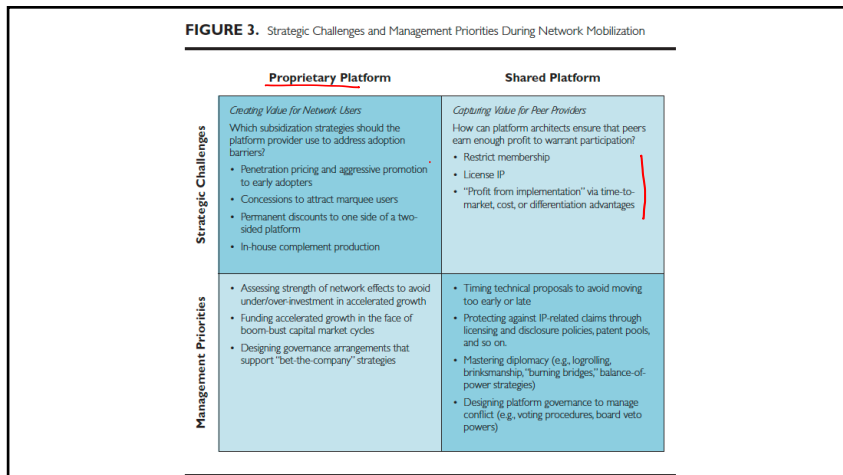 FIGURE 3. Strategic Challenges and Management Priorities During Network Mobilization
Proprietary Platform
Shared Platform
Strategic Challenges
Creating Value for Network Users
Which subsidization strategies should the
platform provider use to address adoption
barriers?
• Penetration pricing and aggressive promotion
to early adopters
• Concessions to attract marquee users
• Permanent discounts to one side of a two-
sided platform
• In-house complement production
Capturing Value for Peer Providers
How can platform architects ensure that peers
earn enough profit to warrant participation?
• Restrict membership
• License IP
• "Profit from implementation" via time-to-
market, cost, or differentiation advantages
Management Priorities
• Assessing strength of network effects to avoid
under/over-investment in accelerated growth
• Funding accelerated growth in the face of
boom-bust capital market cycles
• Designing governance arrangements that
support "bet-the-company" strategies
• Timing technical proposals to avoid moving
too early or late
• Protecting against IP-related claims through
licensing and disclosure policies, patent pools,
and so on.
• Mastering diplomacy (e.g., logrolling,
brinksmanship, "burning bridges," balance-of-
power strategies)
• Designing platform governance to manage
conflict (e.g., voting procedures, board veto
powers)